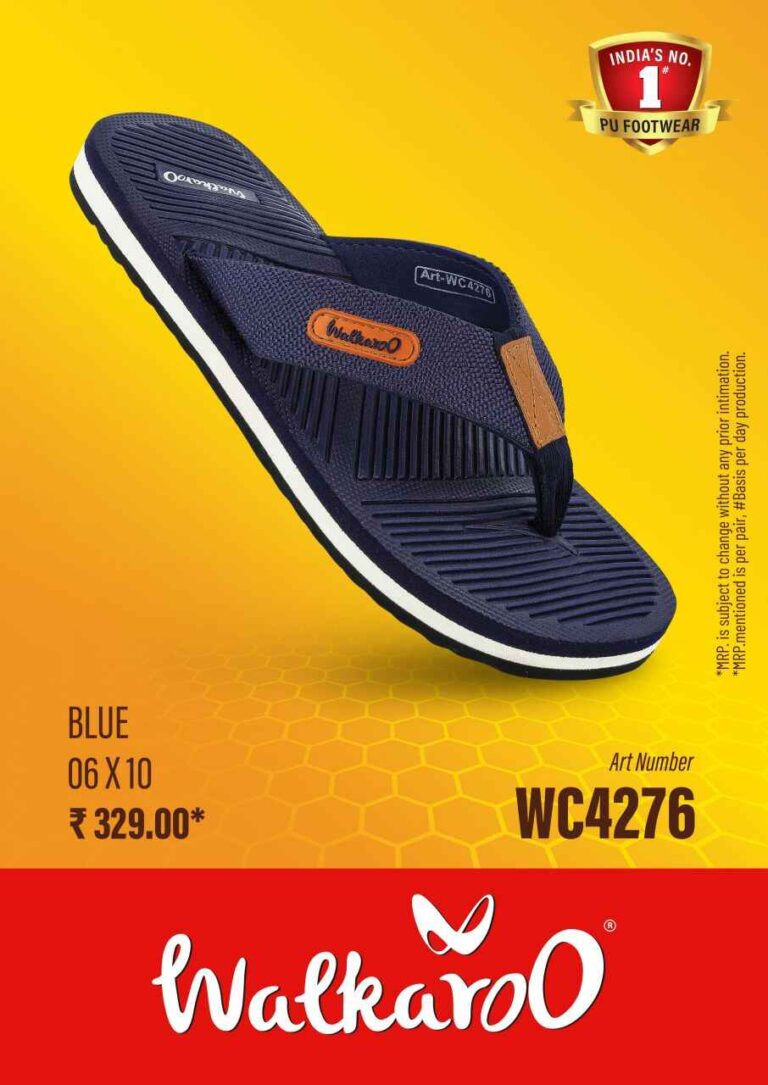 INDIA'S NO.
1#
PU FOOTWEAR
WalkaroO
Art-WC4276
WalkaroO
*MRP. is subject to change without any prior intimation.
*MRP.mentioned is per pair, #Basis per day production.
BLUE
06 X 10
₹ 329.00*
Art Number
WC4276
WalkaroO®